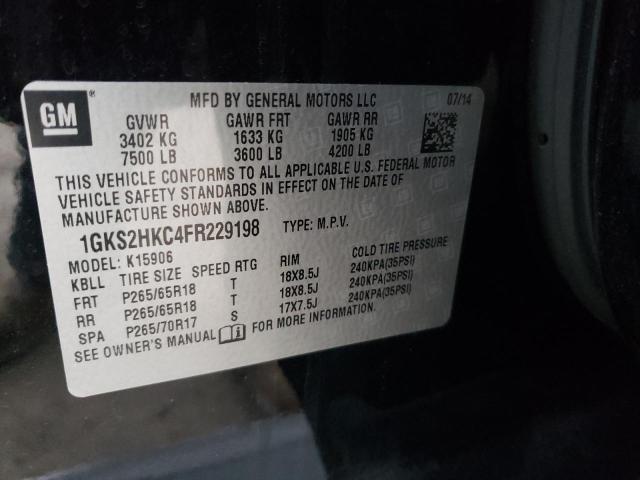 GM ®
MFD BY GENERAL MOTORS LLC 07/14
GVWR GAWR FRT GAWR RR
3402 KG 1633 KG 1905 KG
7500 LB 3600 LB 4200 LB
THIS VEHICLE CONFORMS TO ALL APPLICABLE U.S. FEDERAL MOTOR
VEHICLE SAFETY STANDARDS IN EFFECT ON THE DATE OF
MANUFACTURE SHOWN ABOVE.
1GKS2HKC4FR229198 TYPE: M.P.V.
MODEL: K15906
KBLL TIRE SIZE SPEED RTG RIM COLD TIRE PRESSURE
FRT P265/65R18 T 18X8.5J 240KPA(35PSI)
RR P265/65R18 T 18X8.5J 240KPA(35PSI)
SPA P265/70R17 S 17X7.5J 240KPA(35PSI)
SEE OWNER'S MANUAL FOR MORE INFORMATION.